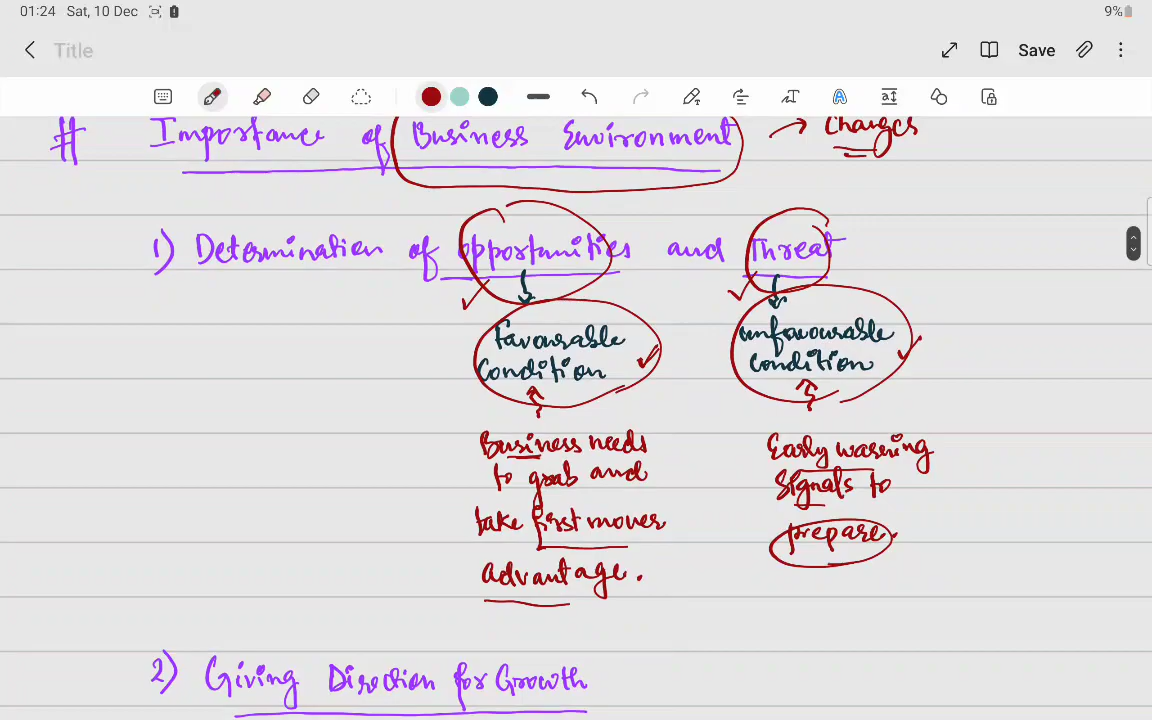 01:24 Sat, 10 Dec 9%
Title Save
# Importance of Business Environment → Changes
1) Determination of opportunities and Threat
favourable condition
unfavourable condition
Business needs
to grab and
take first mover
advantage.
Early warning
signals to
prepare.
2) Giving Direction for Growth